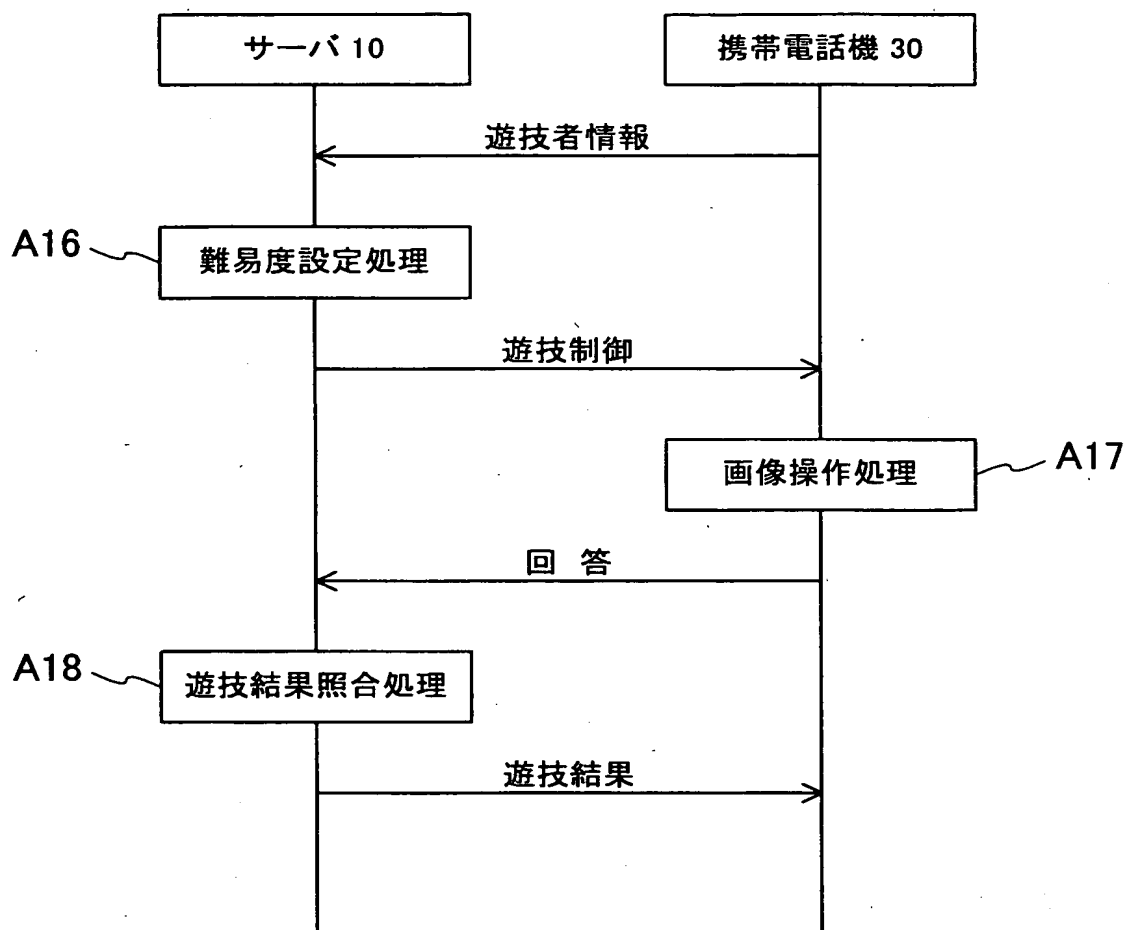 サーバ 10
携帯電話機 30
遊技者情報
A16
難易度設定処理
遊技制御
画像操作処理
A17
回 答
A18
遊技結果照合処理
遊技結果